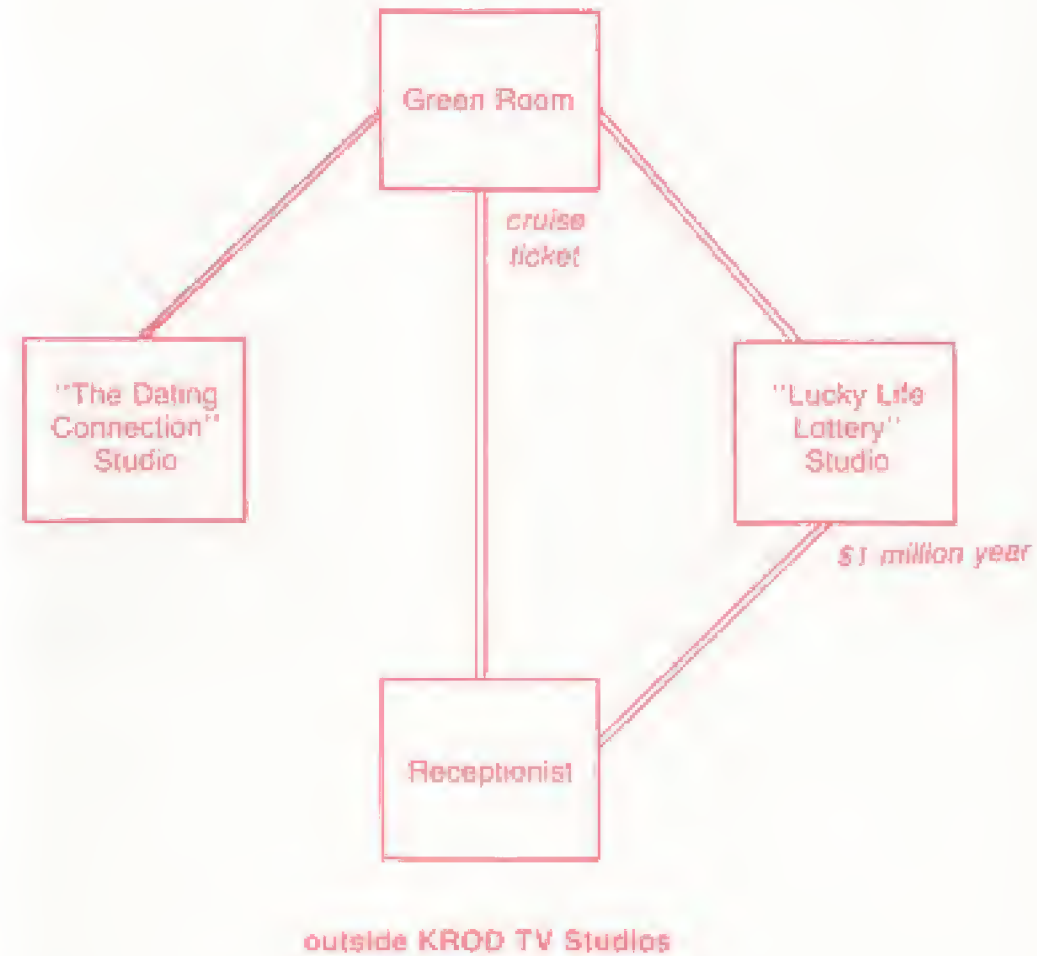 Green Room
cruise
ticket
"The Dating
Connection"
Studio
"Lucky Life
Lottery"
Studio
$1 million year
Receptionist
outside KROD TV Studios